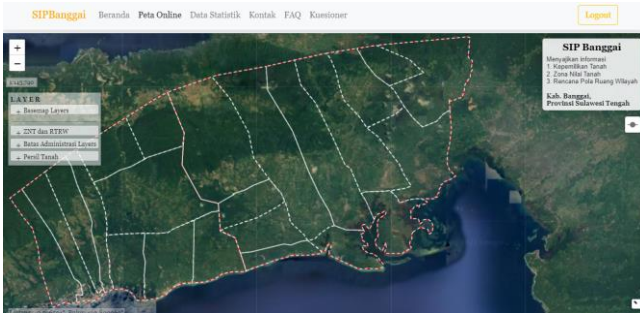 SIPBanggai Beranda Peta Online Data Statistik Kontak FAQ Kuesioner Logout
+
−
LAYER
Basemap Layers
ZNT dan RTRW
Batas Administrasi Layers
Persil Tanah
SIP Banggai
Menyajikan informasi
1. Kepemilikan Tanah
2. Zona Nilai Tanah
3. Rencana Pola Ruang Wilayah
Kab. Banggai,
Provinsi Sulawesi Tengah